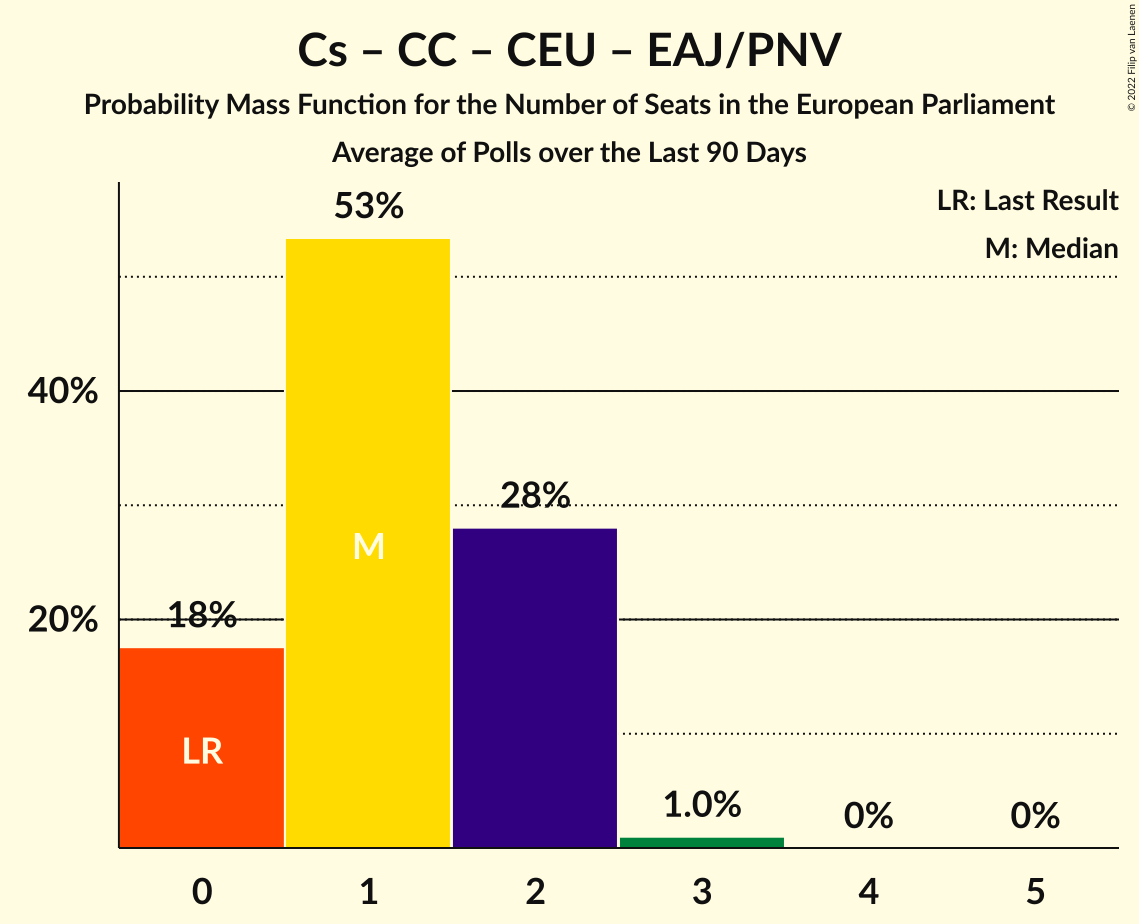 Cs – CC – CEU – EAJ/PNV
Probability Mass Function for the Number of Seats in the European Parliament
Average of Polls over the Last 90 Days
© 2022 Filip van Laenen
LR: Last Result
M: Median
53%
40%
28%
M
20%
18%
LR
1.0%
0%
0%
0 1 2 3 4 5